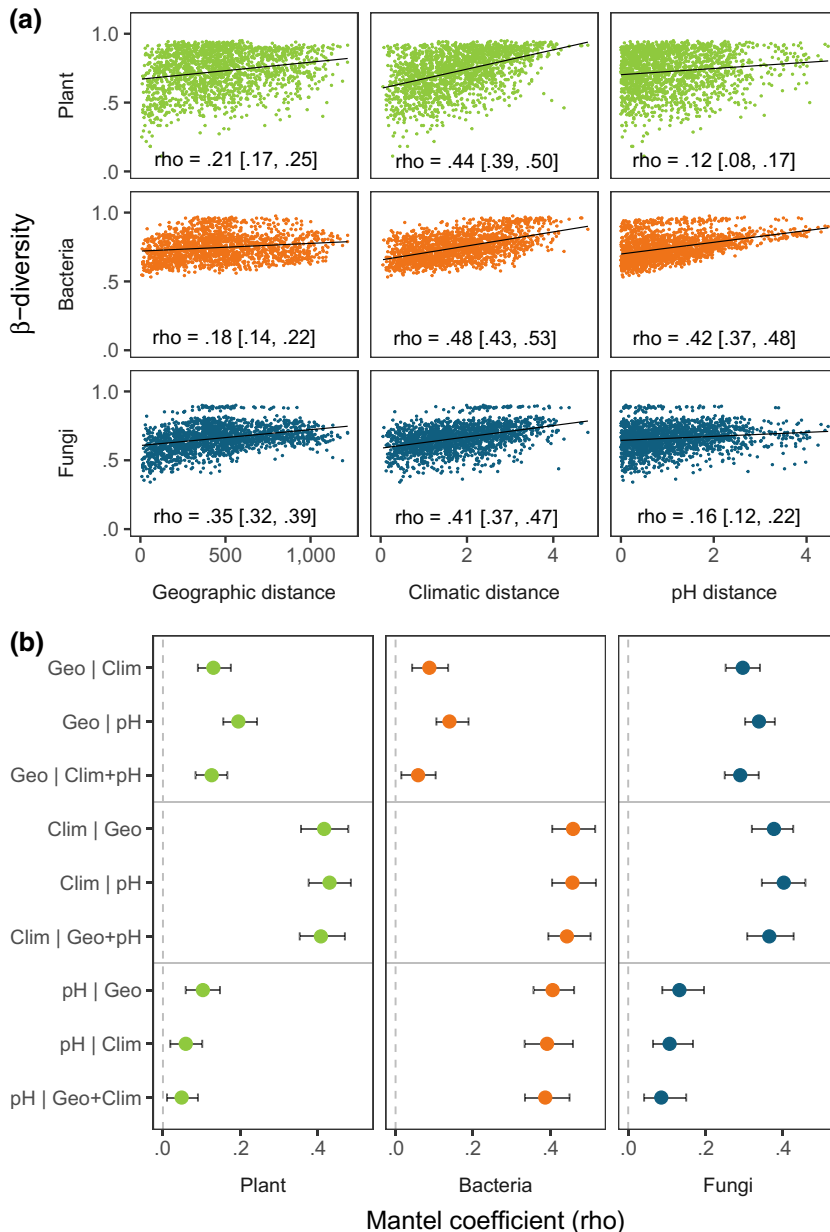 (a)
β−diversity
Plant
1.0
.5
.0
rho = .21 [.17, .25]
rho = .44 [.39, .50]
rho = .12 [.08, .17]
Bacteria
1.0
.5
.0
rho = .18 [.14, .22]
rho = .48 [.43, .53]
rho = .42 [.37, .48]
Fungi
1.0
.5
.0
rho = .35 [.32, .39]
rho = .41 [.37, .47]
rho = .16 [.12, .22]
0 500 1,000
0 2 4
0 2 4
Geographic distance
Climatic distance
pH distance
(b)
Geo | Clim
Geo | pH
Geo | Clim+pH
Clim | Geo
Clim | pH
Clim | Geo+pH
pH | Geo
pH | Clim
pH | Geo+Clim
.0 .2 .4
.0 .2 .4
.0 .2 .4
Plant
Bacteria
Fungi
Mantel coefficient (rho)